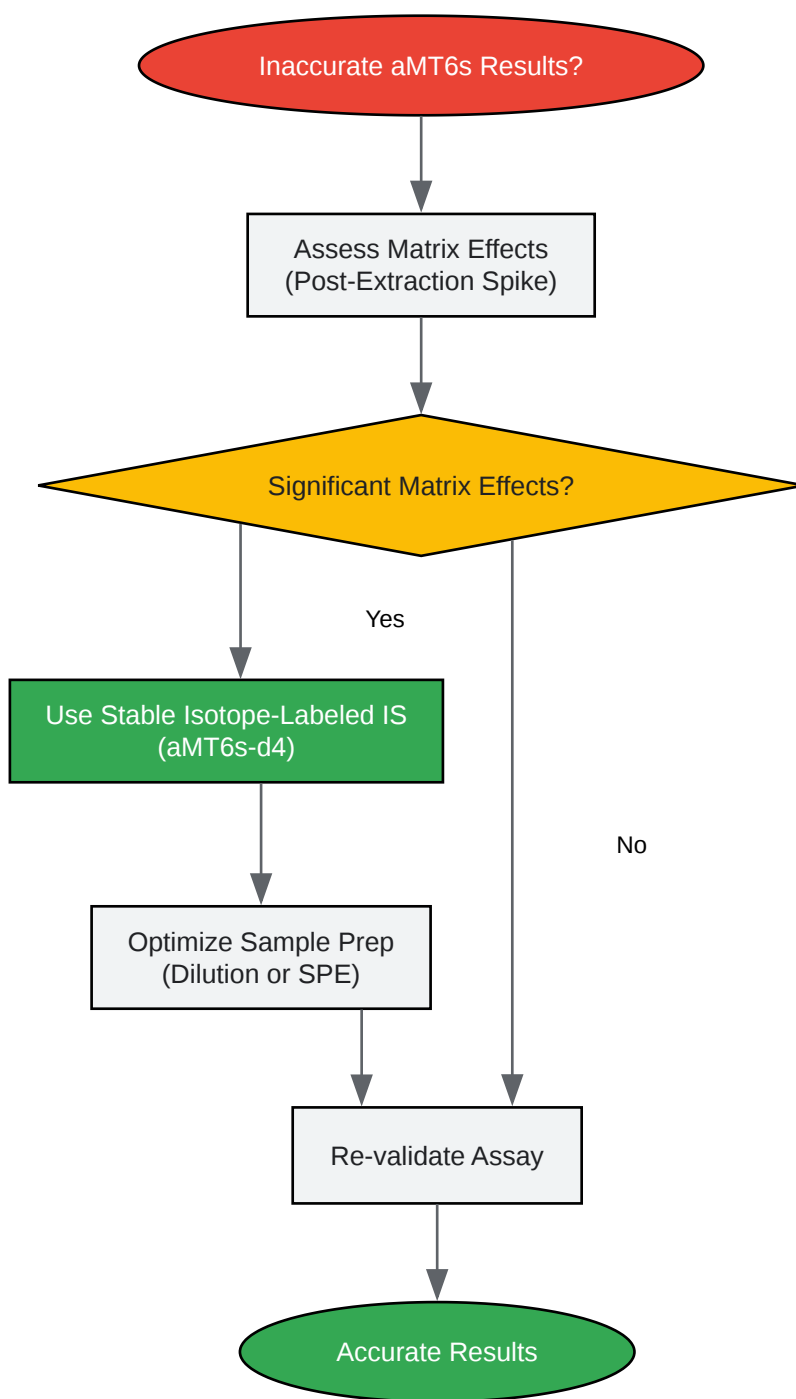 Inaccurate aMT6s Results?
Assess Matrix Effects
(Post-Extraction Spike)
Significant Matrix Effects?
Yes
Use Stable Isotope-Labeled IS
(aMT6s-d4)
No
Optimize Sample Prep
(Dilution or SPE)
Re-validate Assay
Accurate Results